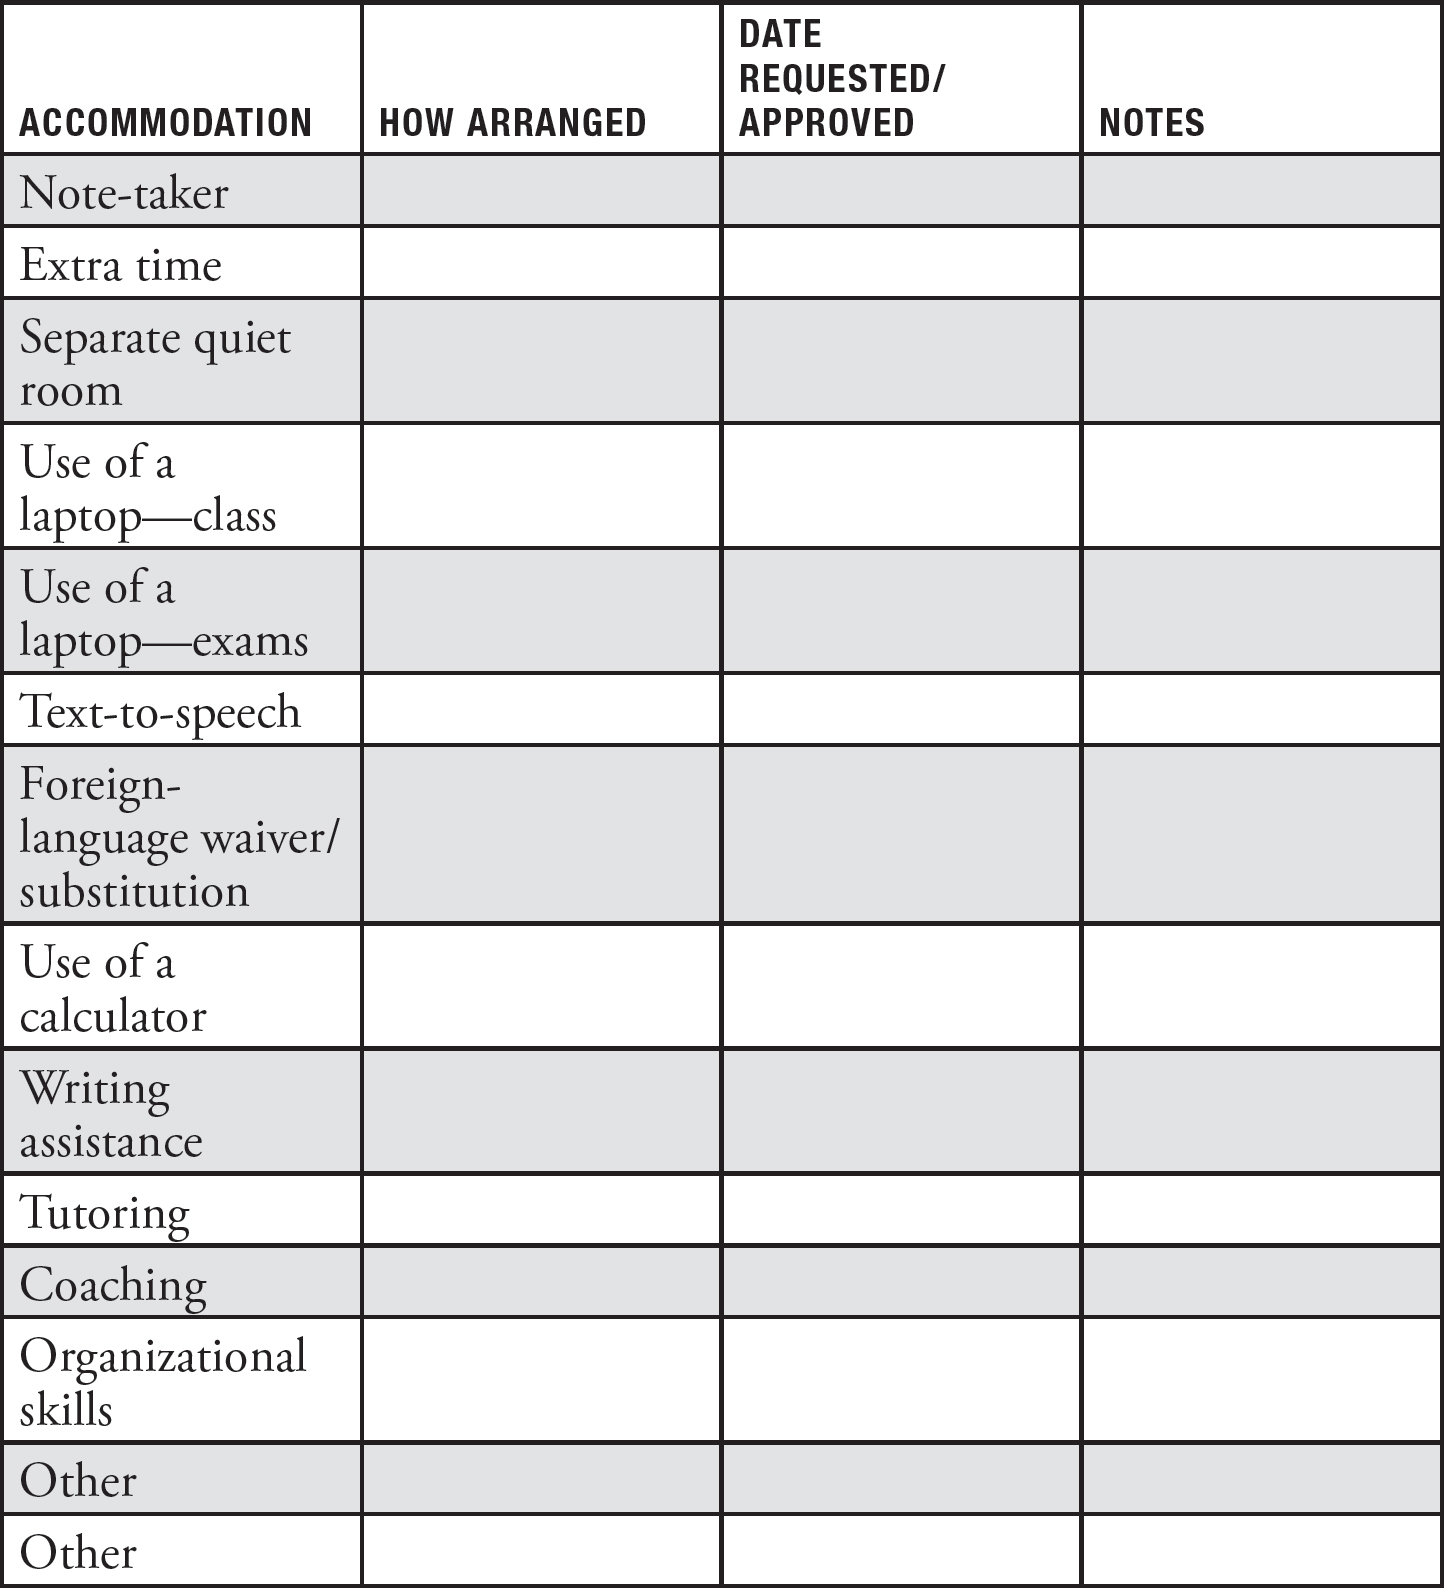 ACCOMMODATION HOW ARRANGED DATE REQUESTED/ APPROVED NOTES
Note-taker
Extra time
Separate quiet
room
Use of a
laptop—class
Use of a
laptop—exams
Text-to-speech
Foreign-
language waiver/
substitution
Use of a
calculator
Writing
assistance
Tutoring
Coaching
Organizational
skills
Other
Other